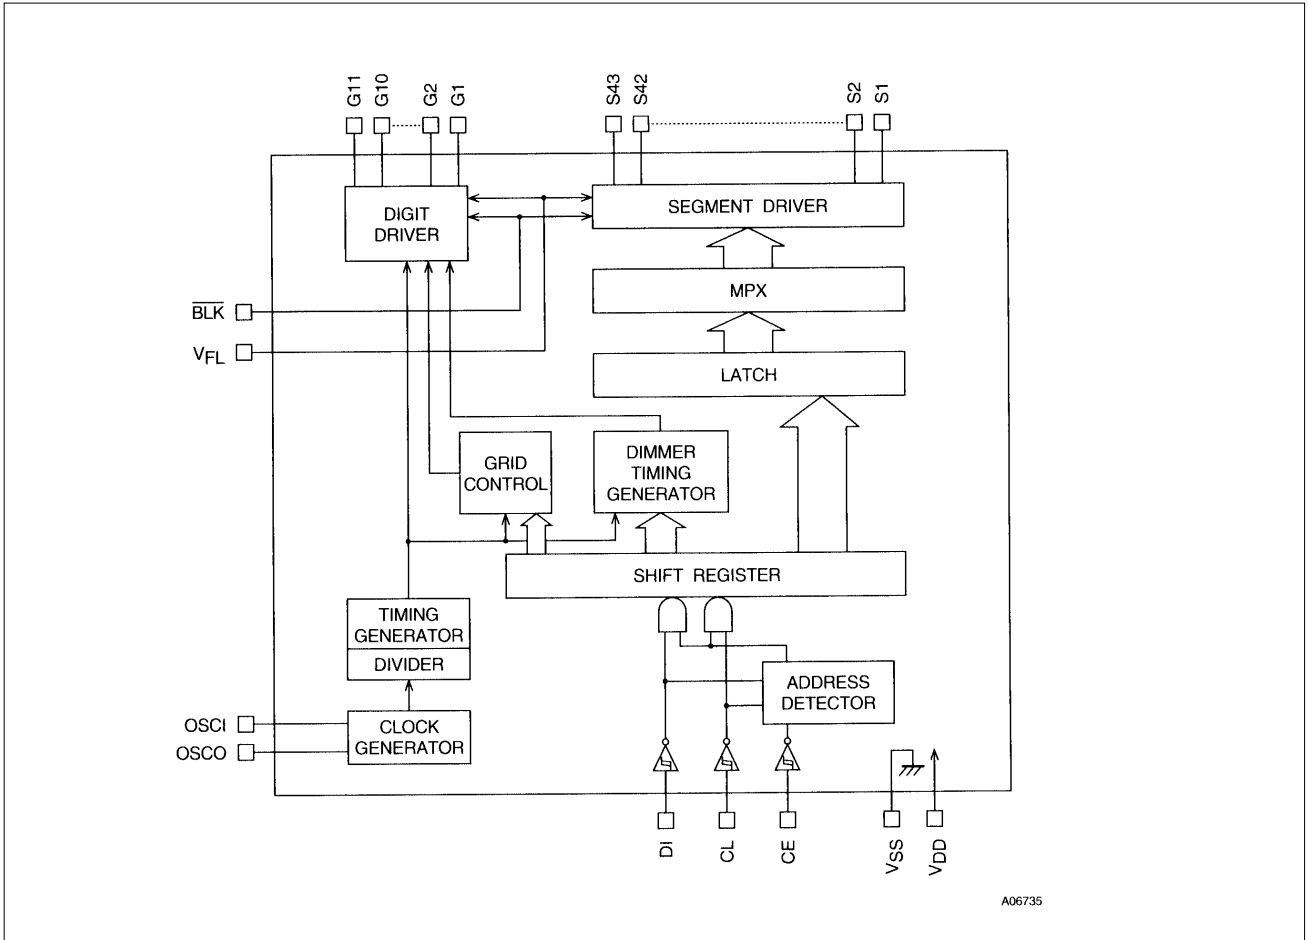 G11
G10
G2
G1
S43
S42
S2
S1
DIGIT
DRIVER
SEGMENT DRIVER
MPX
BLK
VFL
LATCH
GRID
CONTROL
DIMMER
TIMING
GENERATOR
SHIFT REGISTER
TIMING
GENERATOR
DIVIDER
ADDRESS
DETECTOR
OSCI
OSCO
CLOCK
GENERATOR
DI
CL
CE
VSS
VDD
A06735